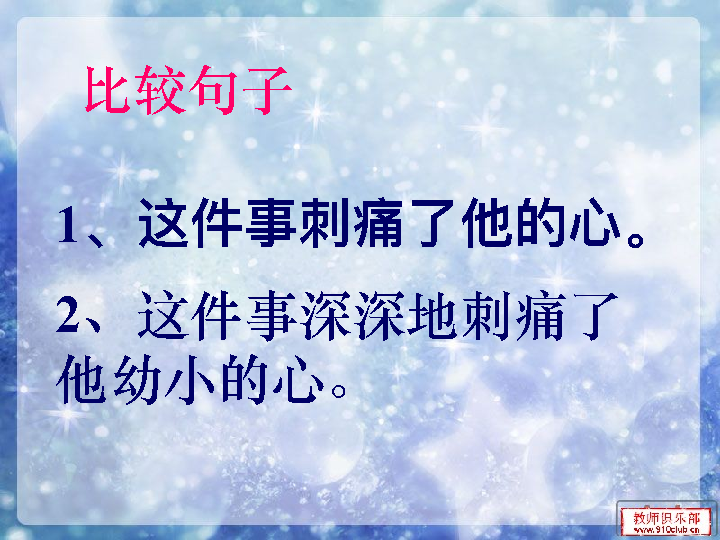 比较句子
1、这件事刺痛了他的心。
2、这件事深深地刺痛了
他幼小的心。
教师俱乐部
www.910club.cn